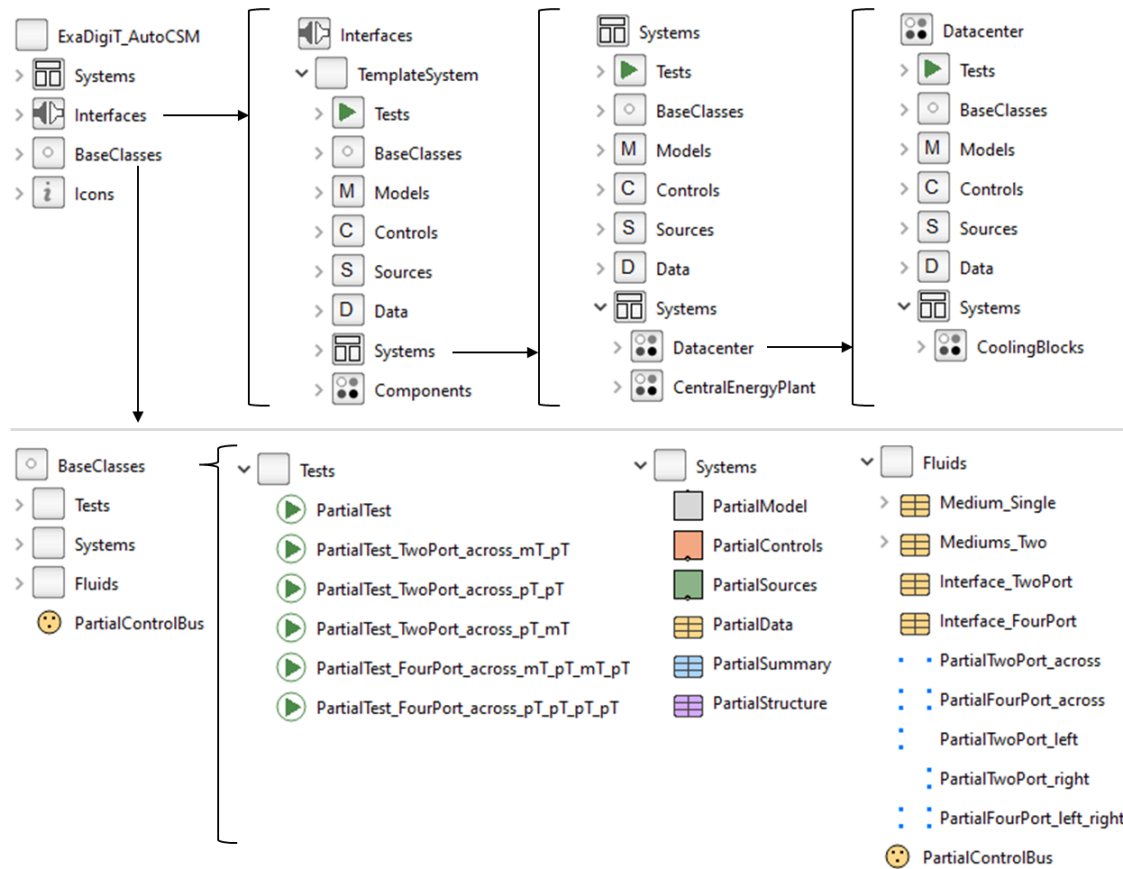 ExaDigiT_AutoCSM
Systems
Interfaces
BaseClasses
i Icons
Interfaces
TemplateSystem
Tests
BaseClasses
M Models
C Controls
S Sources
D Data
Systems
Components
Systems
Tests
BaseClasses
M Models
C Controls
S Sources
D Data
Systems
Datacenter
CentralEnergyPlant
Datacenter
Tests
BaseClasses
M Models
C Controls
S Sources
D Data
Systems
CoolingBlocks
BaseClasses
Tests
Systems
Fluids
PartialControlBus
Tests
PartialTest
PartialTest_TwoPort_across_mT_pT
PartialTest_TwoPort_across_pT_pT
PartialTest_TwoPort_across_pT_mT
PartialTest_FourPort_across_mT_pT_mT_pT
PartialTest_FourPort_across_pT_pT_pT_pT
Systems
PartialModel
PartialControls
PartialSources
PartialData
PartialSummary
PartialStructure
Fluids
Medium_Single
Mediums_Two
Interface_TwoPort
Interface_FourPort
PartialTwoPort_across
PartialFourPort_across
PartialTwoPort_left
PartialTwoPort_right
PartialFourPort_left_right
PartialControlBus